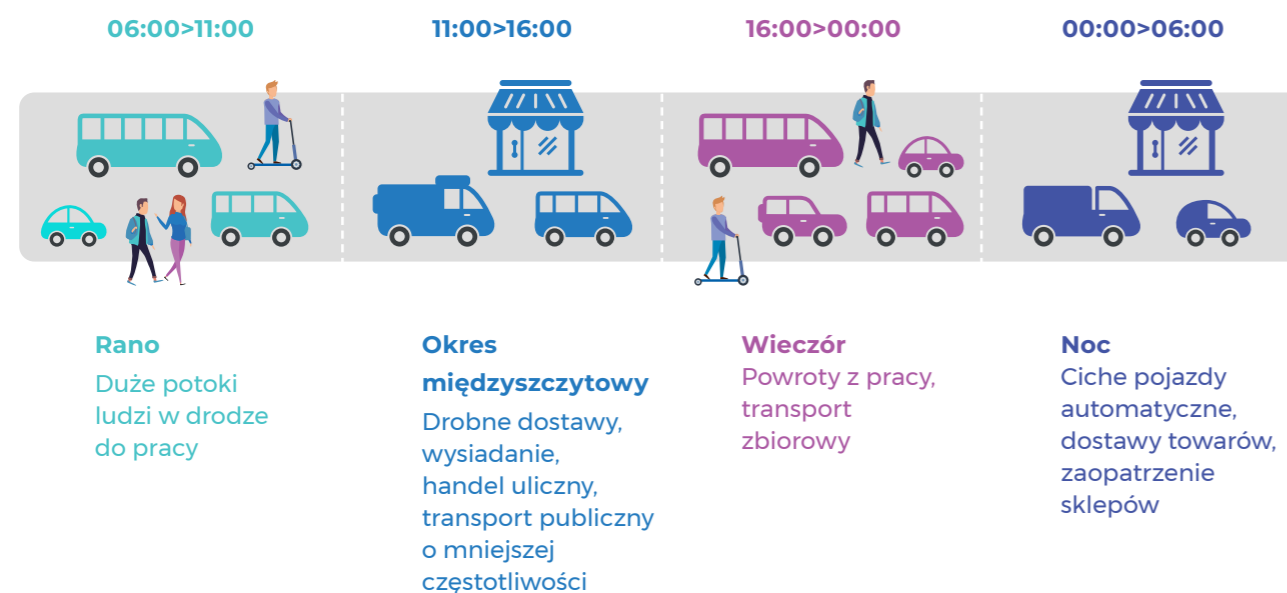 06:00>11:00
11:00>16:00
16:00>00:00
00:00>06:00
Rano
Duże potoki
ludzi w drodze
do pracy
Okres
międzyszczytowy
Drobne dostawy,
wysiadanie,
handel uliczny,
transport publiczny
o mniejszej
częstotliwości
Wieczór
Powroty z pracy,
transport
zbiorowy
Noc
Ciche pojazdy
automatyczne,
dostawy towarów,
zaopatrzenie
sklepów